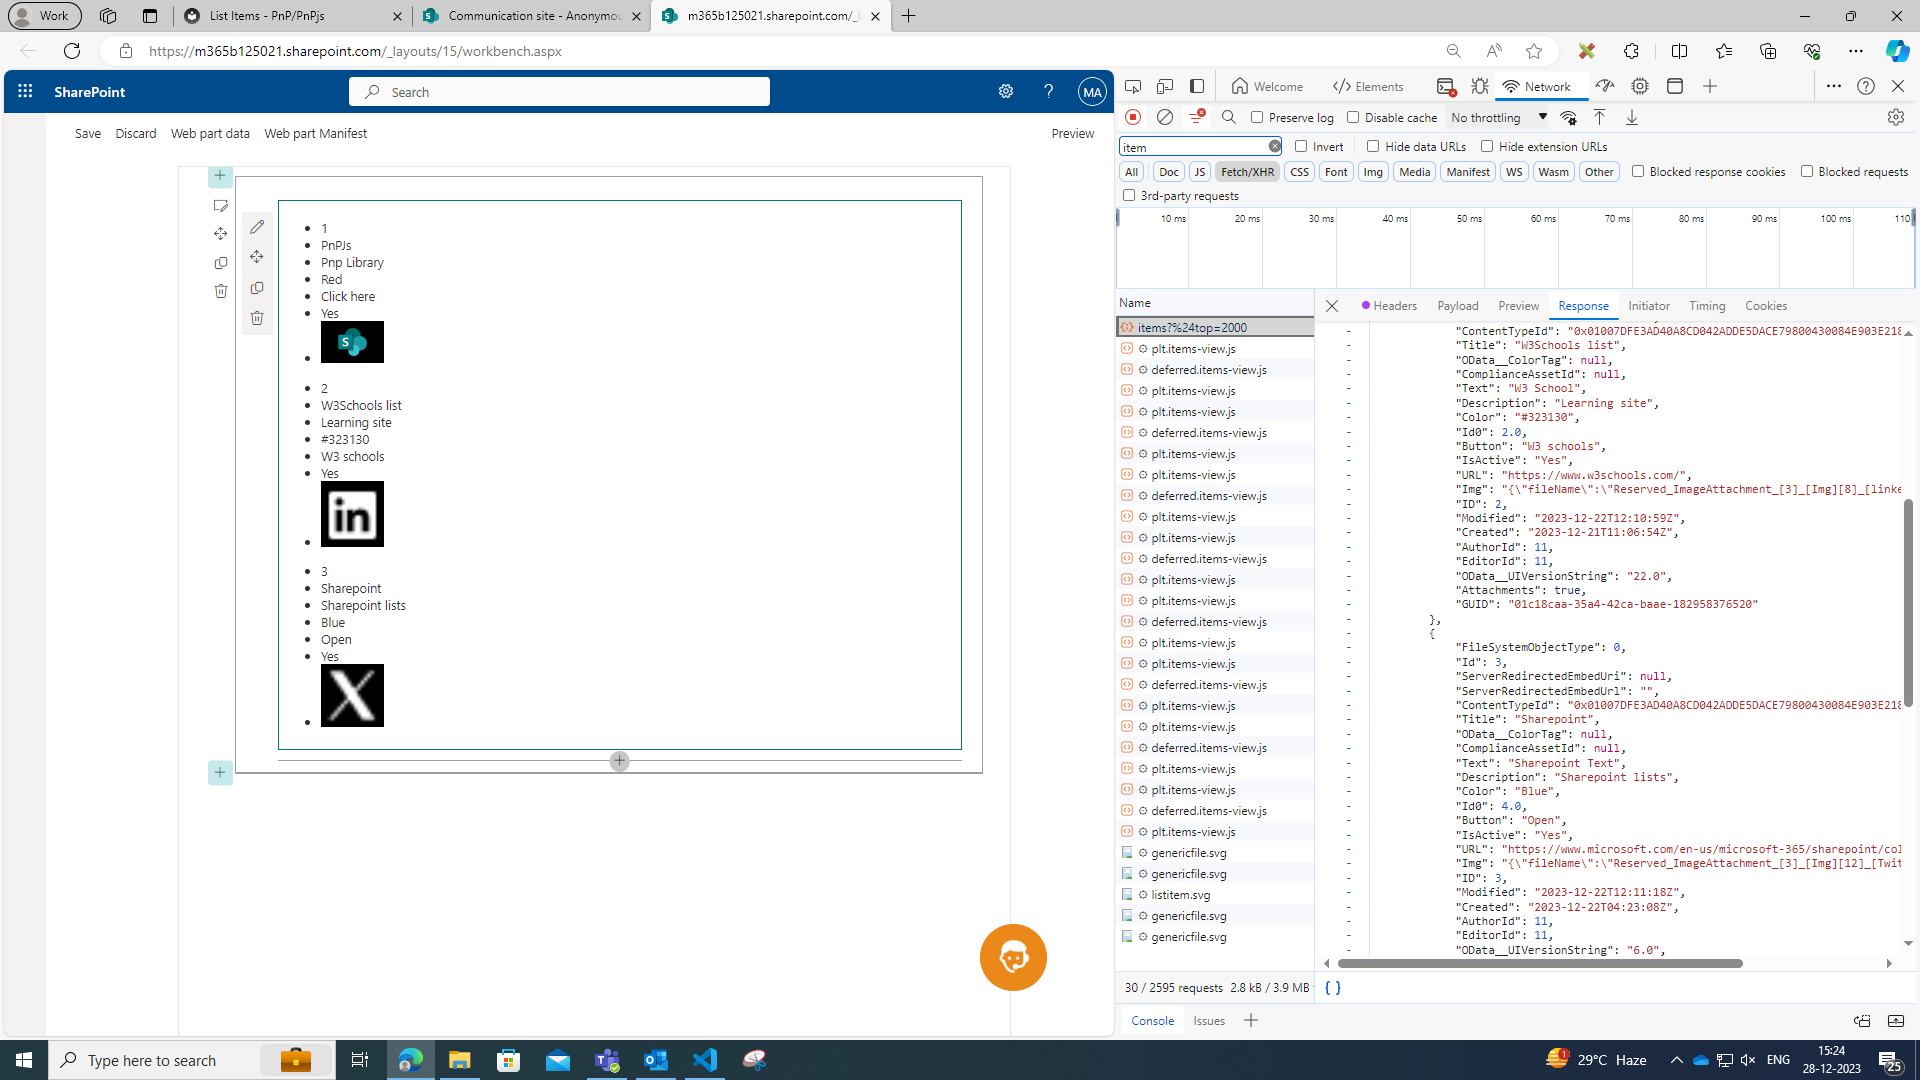 Work
List Items - PnP/PnPjs
Communication site - Anonymou
m365b125021.sharepoint.com/_l
https://m365b125021.sharepoint.com/_layouts/15/workbench.aspx
SharePoint
Search
MA
Save Discard Web part data Web part Manifest
Preview
1
PnPJs
Pnp Library
Red
Click here
Yes
2
W3Schools list
Learning site
#323130
W3 schools
Yes
3
Sharepoint
Sharepoint lists
Blue
Open
Yes
Welcome Elements Network
Preserve log Disable cache No throttling
item Invert Hide data URLs Hide extension URLs
All Doc JS Fetch/XHR CSS Font Img Media Manifest WS Wasm Other Blocked response cookies Blocked requests
3rd-party requests
10 ms 20 ms 30 ms 40 ms 50 ms 60 ms 70 ms 80 ms 90 ms 100 ms 110
Name
items?%24top=2000
plt.items-view.js
deferred.items-view.js
plt.items-view.js
plt.items-view.js
deferred.items-view.js
plt.items-view.js
plt.items-view.js
deferred.items-view.js
plt.items-view.js
plt.items-view.js
deferred.items-view.js
plt.items-view.js
plt.items-view.js
deferred.items-view.js
plt.items-view.js
plt.items-view.js
deferred.items-view.js
plt.items-view.js
plt.items-view.js
deferred.items-view.js
plt.items-view.js
plt.items-view.js
deferred.items-view.js
plt.items-view.js
genericfile.svg
genericfile.svg
listitem.svg
genericfile.svg
genericfile.svg
30 / 2595 requests 2.8 kB / 3.9 MB
Headers Payload Preview Response Initiator Timing Cookies
"ContentTypeId": "0x01007DFE3AD40A8CD042ADDE5DACE79800430084E903E218
"Title": "W3Schools list",
"OData__ColorTag": null,
"ComplianceAssetId": null,
"Text": "W3 School",
"Description": "Learning site",
"Color": "#323130",
"Id0": 2.0,
"Button": "W3 schools",
"IsActive": "Yes",
"URL": "https://www.w3schools.com/",
"Img": "{\"fileName\":\"Reserved_ImageAttachment_[3]_[Img][8]_[linke
"ID": 2,
"Modified": "2023-12-22T12:10:59Z",
"Created": "2023-12-21T11:06:54Z",
"AuthorId": 11,
"EditorId": 11,
"OData__UIVersionString": "22.0",
"Attachments": true,
"GUID": "01c18caa-35a4-42ca-baae-182958376520"
},
{
"FileSystemObjectType": 0,
"Id": 3,
"ServerRedirectedEmbedUri": null,
"ServerRedirectedEmbedUrl": "",
"ContentTypeId": "0x01007DFE3AD40A8CD042ADDE5DACE79800430084E903E218
"Title": "Sharepoint",
"OData__ColorTag": null,
"ComplianceAssetId": null,
"Text": "Sharepoint Text",
"Description": "Sharepoint lists",
"Color": "Blue",
"Id0": 4.0,
"Button": "Open",
"IsActive": "Yes",
"URL": "https://www.microsoft.com/en-us/microsoft-365/sharepoint/col
"Img": "{\"fileName\":\"Reserved_ImageAttachment_[3]_[Img][12]_[Twit
"ID": 3,
"Modified": "2023-12-22T12:11:18Z",
"Created": "2023-12-22T04:23:08Z",
"AuthorId": 11,
"EditorId": 11,
"OData__UIVersionString": "6.0",
{ }
Console Issues
Type here to search
1
29°C Haze
ENG
15:24
28-12-2023
25